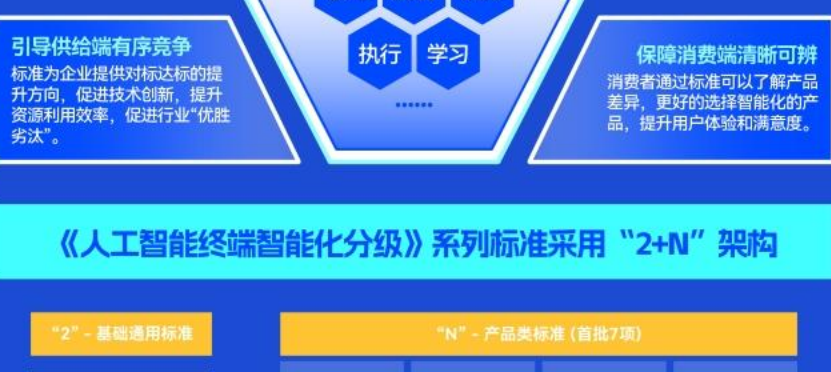 执行 学习
......
引导供给端有序竞争
标准为企业提供对标达标的提
升方向，促进技术创新，提升
资源利用效率，促进行业“优胜
劣汰”。
保障消费端清晰可辨
消费者通过标准可以了解产品
差异，更好的选择智能化的产
品，提升用户体验和满意度。
《人工智能终端智能化分级》系列标准采用“2+N”架构
“2” - 基础通用标准
“N” - 产品类标准 (首批7项)